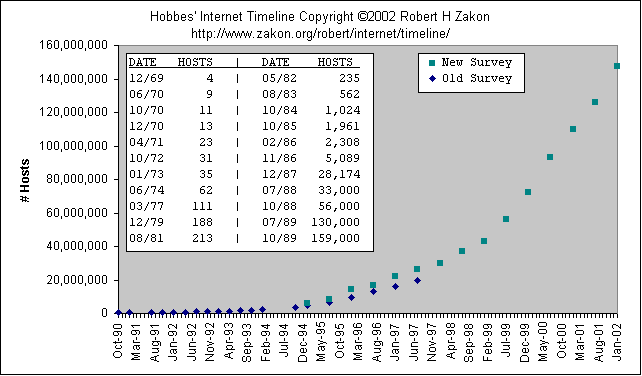 Hobbes' Internet Timeline Copyright ©2002 Robert H Zakon
http://www.zakon.org/robert/internet/timeline/
160,000,000
140,000,000
120,000,000
100,000,000
80,000,000
60,000,000
40,000,000
20,000,000
0
# Hosts
DATE HOSTS | DATE HOSTS
12/69 4 | 05/82 235
06/70 9 | 08/83 562
10/70 11 | 10/84 1,024
12/70 13 | 10/85 1,961
04/71 23 | 02/86 2,308
10/72 31 | 11/86 5,089
01/73 35 | 12/87 28,174
06/74 62 | 07/88 33,000
03/77 111 | 10/88 56,000
12/79 188 | 07/89 130,000
08/81 213 | 10/89 159,000
New Survey
Old Survey
Oct-90
Mar-91
Aug-91
Jan-92
Jun-92
Nov-92
Apr-93
Sep-93
Feb-94
Jul-94
Dec-94
May-95
Oct-95
Mar-96
Aug-96
Jan-97
Jun-97
Nov-97
Apr-98
Sep-98
Feb-99
Jul-99
Dec-99
May-00
Oct-00
Mar-01
Aug-01
Jan-02